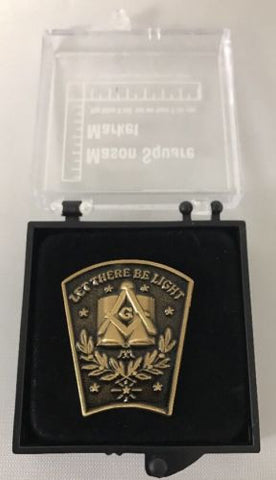 Mason Square
Market
LET THERE BE LIGHT
G